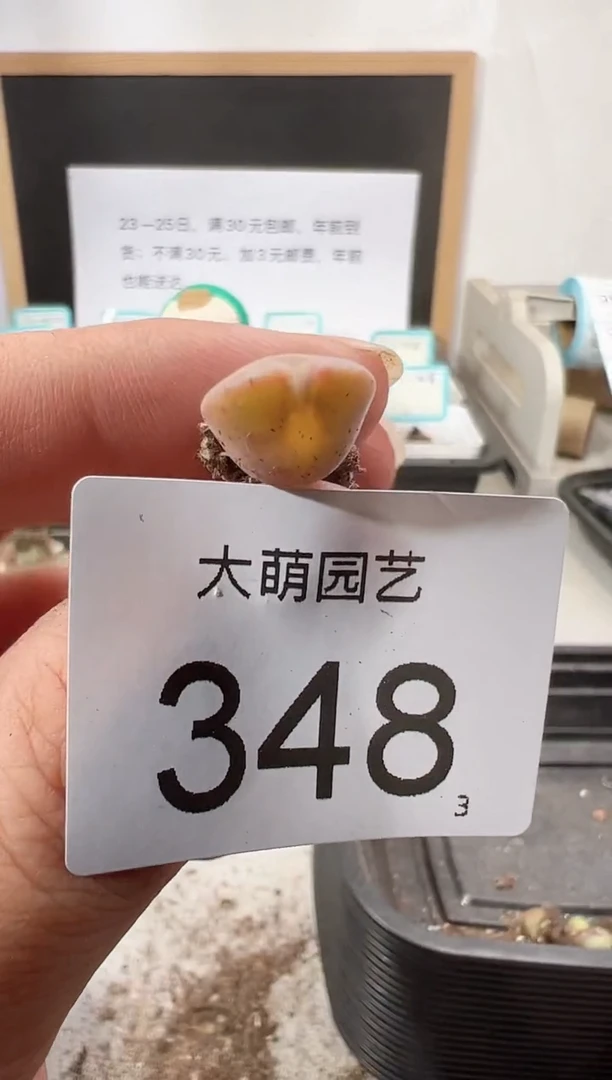 23-25日, 满30元包邮, 年前到
货; 不满30元, 加3元邮费, 年前
也能送达
大萌园艺
348
3